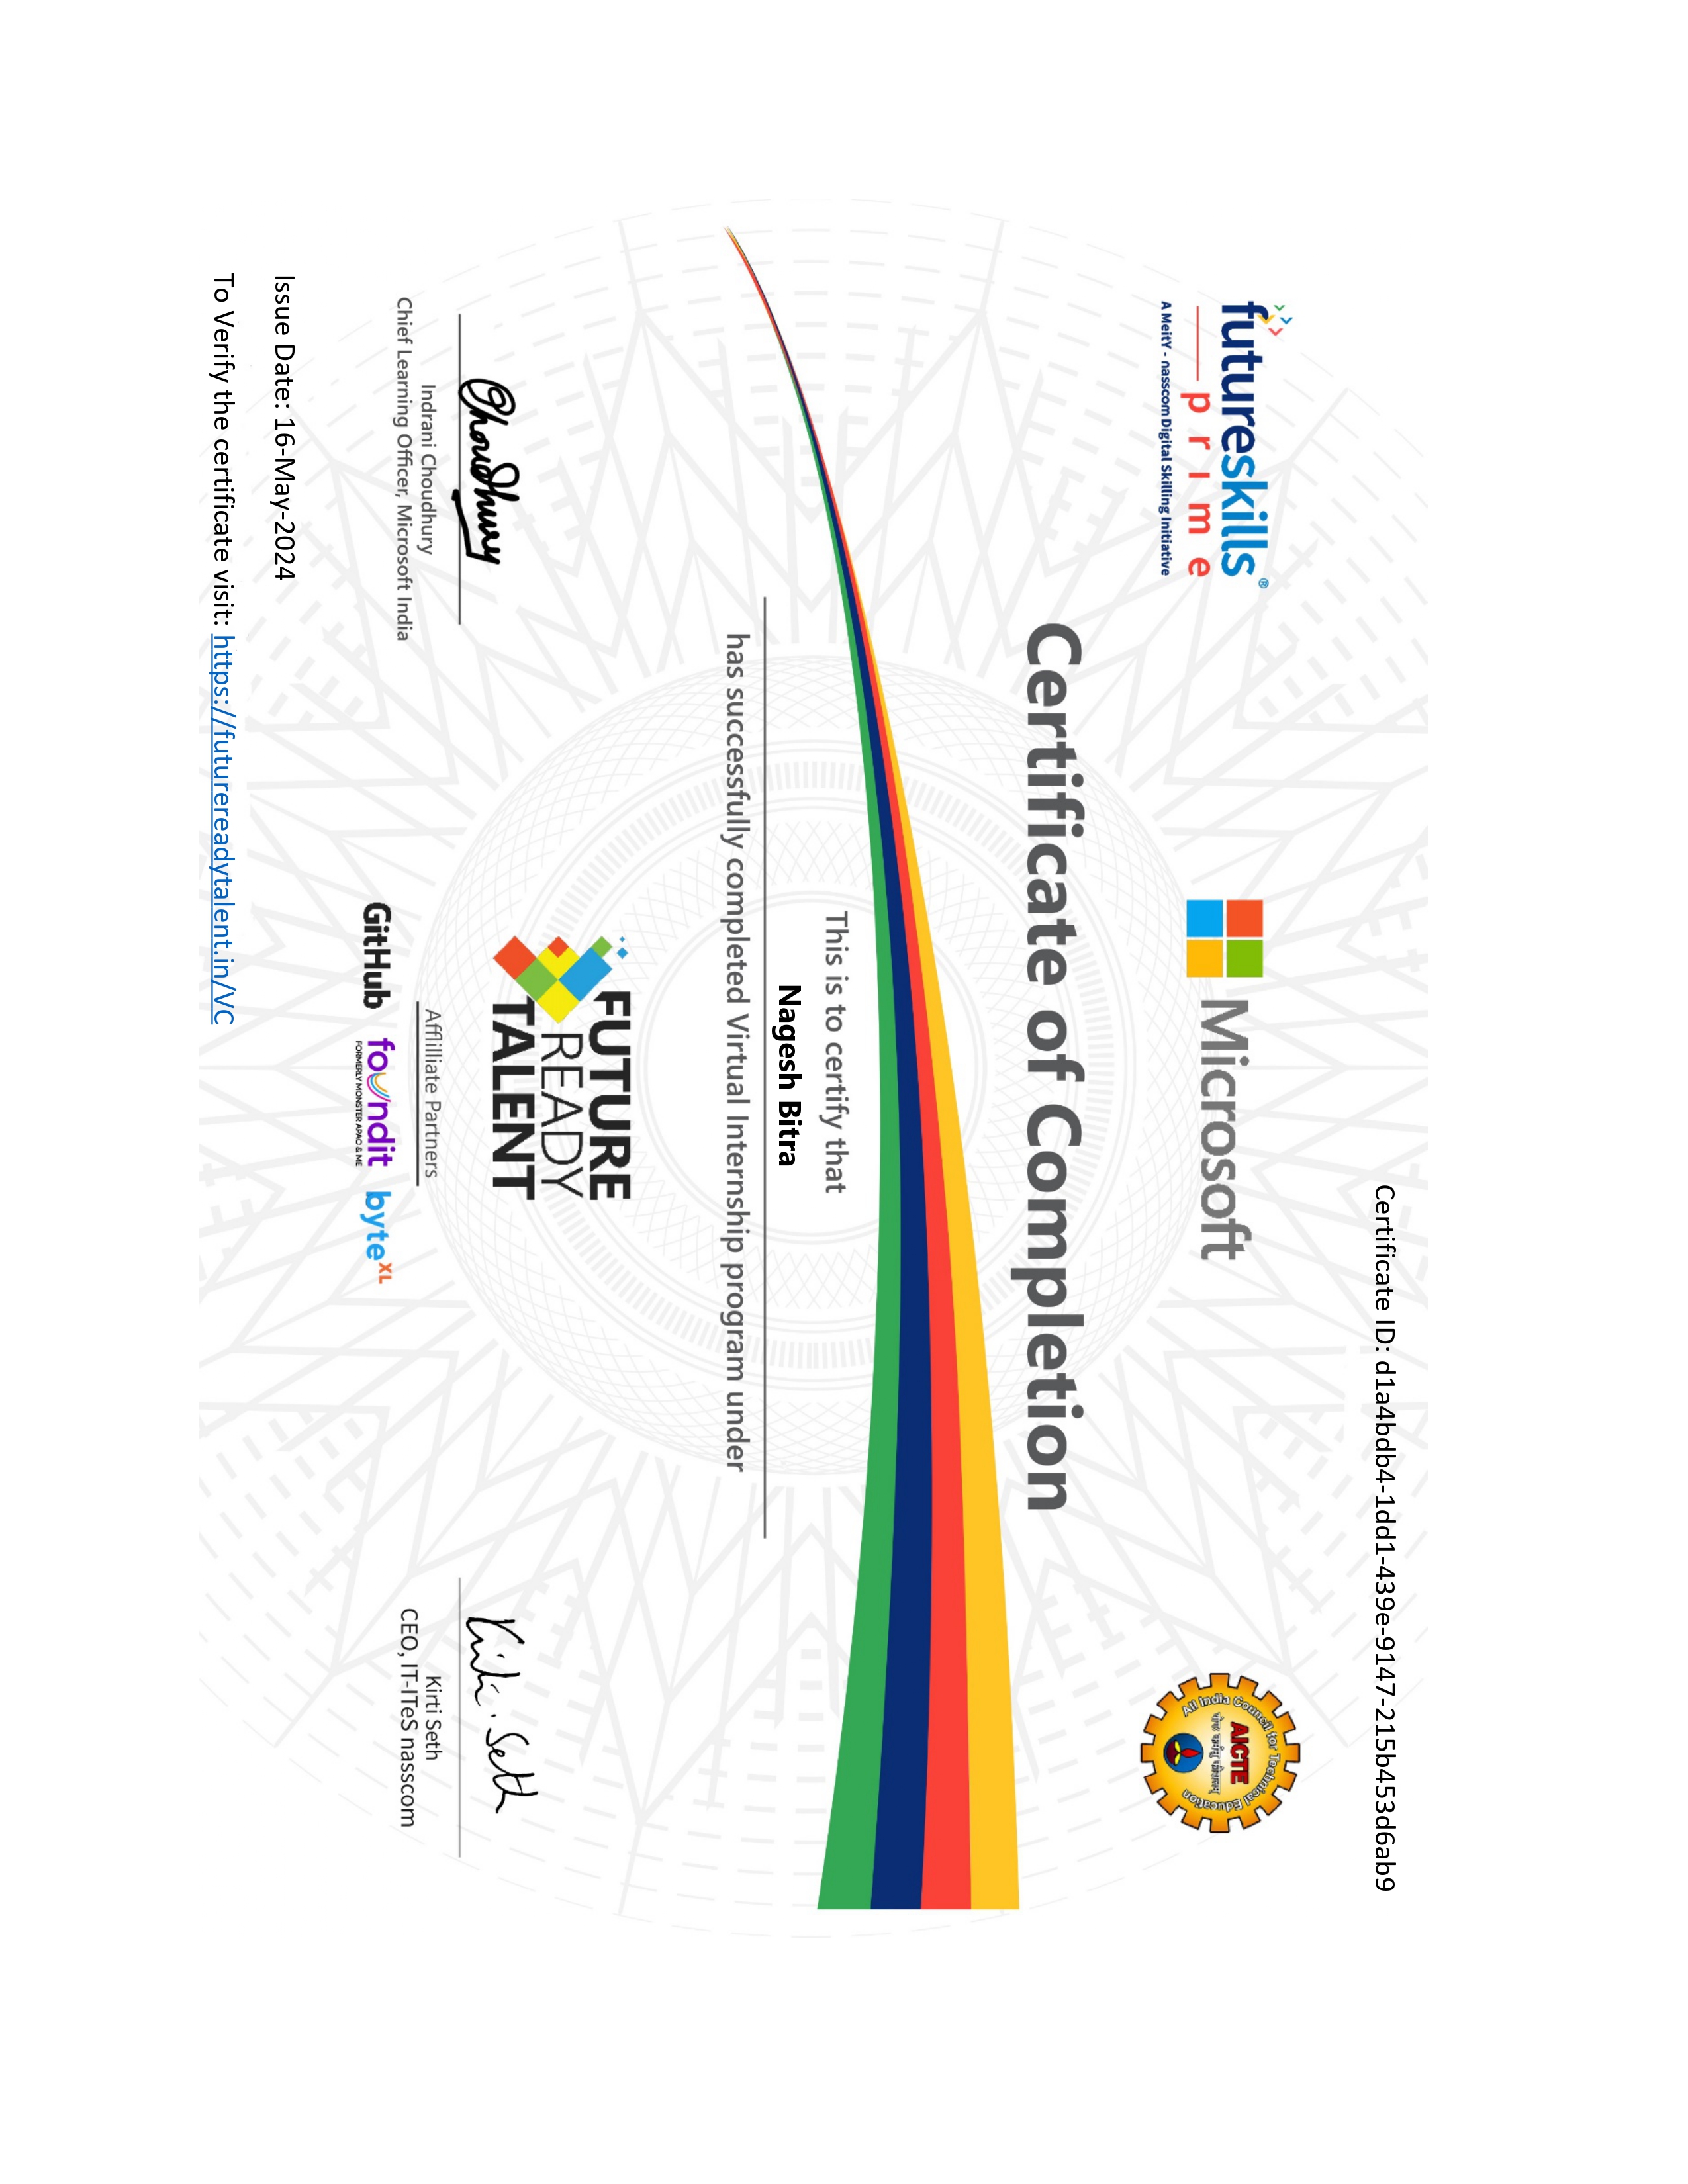 Certificate ID: d1a4bdb4-1dd1-439e-9147-215b453d6ab9
futureskills®
prime
A MeitY - nasscom Digital Skilling Initiative
Microsoft
All India Council for Technical Education
AICTE
योगः कर्मसु कौशलम्
Certificate of Completion
This is to certify that
Nagesh Bitra
has successfully completed Virtual Internship program under
FUTURE
READY
TALENT
Choudhury
Indrani Choudhury
Chief Learning Officer, Microsoft India
Kirti Seth
Kirti Seth
CEO, IT-ITeS nasscom
Afflilliate Partners
GitHub
foundit
FORMERLY MONSTER APAC & ME
byteXL
Issue Date: 16-May-2024
To Verify the certificate visit: https://futurereadytalent.in/VC